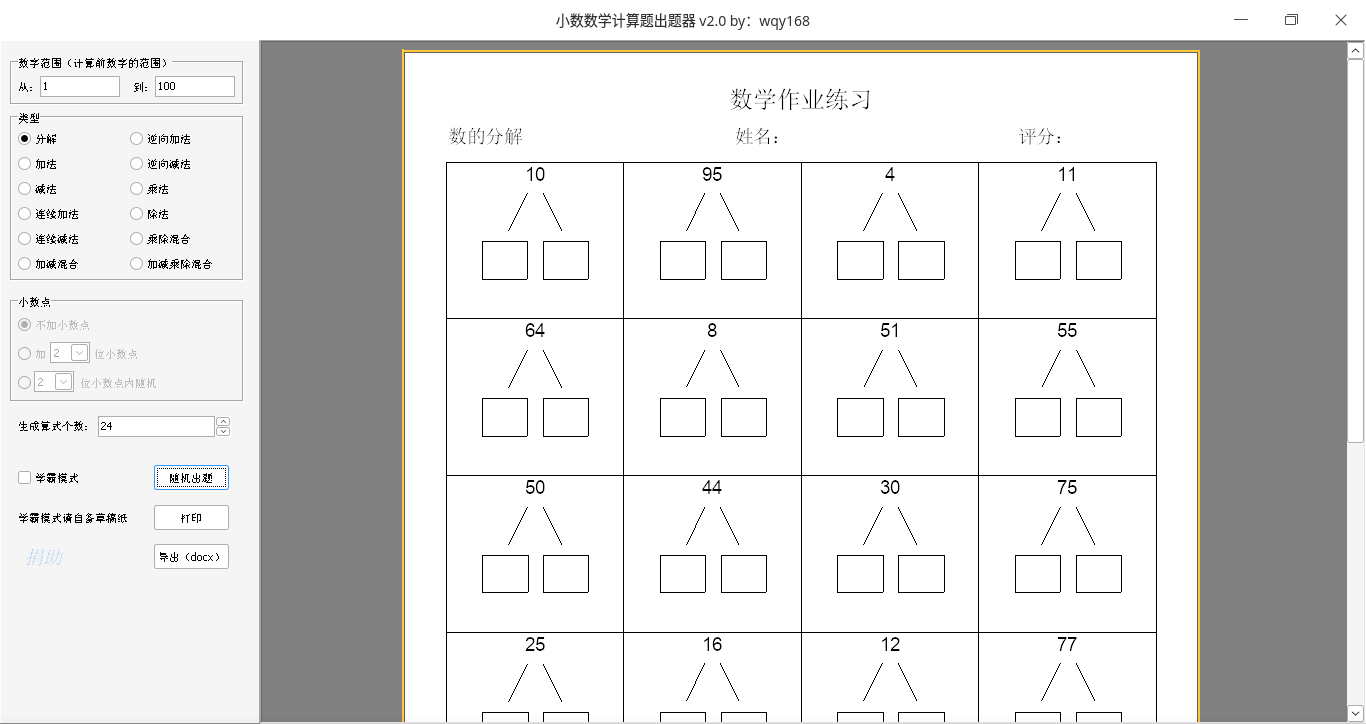 小数数学计算题出题器 v2.0 by：wqy168
数字范围（计算前数字的范围）
从： 1 到： 100
类型
分解 逆向加法
加法 逆向减法
减法 乘法
连续加法 除法
连续减法 乘除混合
加减混合 加减乘除混合
小数点
不加小数点
加 2 位小数点
2 位小数点内随机
生成算式个数： 24
学霸模式 随机出题
学霸模式请自备草稿纸 打印
捐助 导出（docx）
数学作业练习
数的分解 姓名： 评分：
10 95 4 11
64 8 51 55
50 44 30 75
25 16 12 77